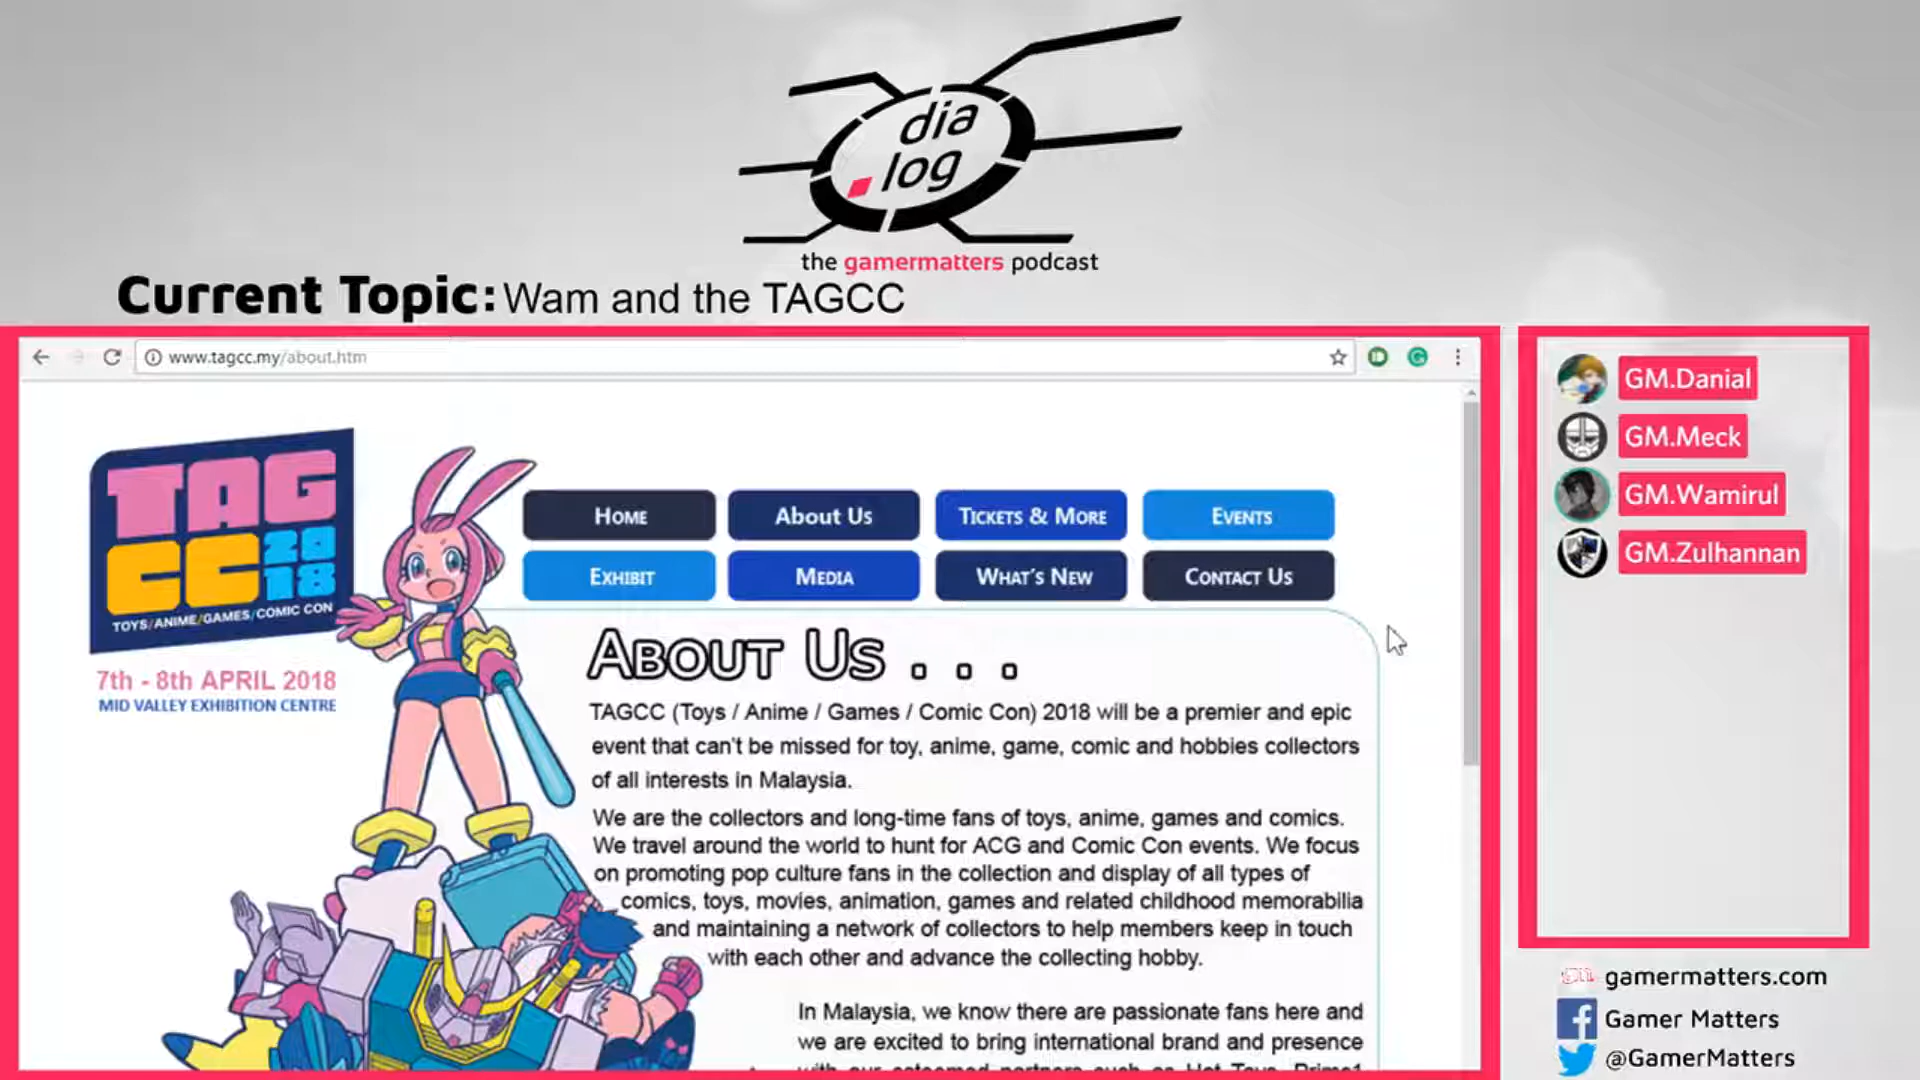 dia
.log
the gamermatters podcast
Current Topic: Wam and the TAGCC
www.tagcc.my/about.htm
TAG
CC 2018
TOYS/ANIME/GAMES/COMIC CON
7th - 8th APRIL 2018
MID VALLEY EXHIBITION CENTRE
HOME
About Us
TICKETS & MORE
EVENTS
EXHIBIT
MEDIA
WHAT'S NEW
CONTACT US
ABOUT US . . .
TAGCC (Toys / Anime / Games / Comic Con) 2018 will be a premier and epic
event that can't be missed for toy, anime, game, comic and hobbies collectors
of all interests in Malaysia.
We are the collectors and long-time fans of toys, anime, games and comics.
We travel around the world to hunt for ACG and Comic Con events. We focus
on promoting pop culture fans in the collection and display of all types of
comics, toys, movies, animation, games and related childhood memorabilia
and maintaining a network of collectors to help members keep in touch
with each other and advance the collecting hobby.
In Malaysia, we know there are passionate fans here and
we are excited to bring international brand and presence
with our esteemed partners such as Hot Toys, Prime1
GM.Danial
GM.Meck
GM.Wamirul
GM.Zulhannan
gamermatters.com
Gamer Matters
@GamerMatters